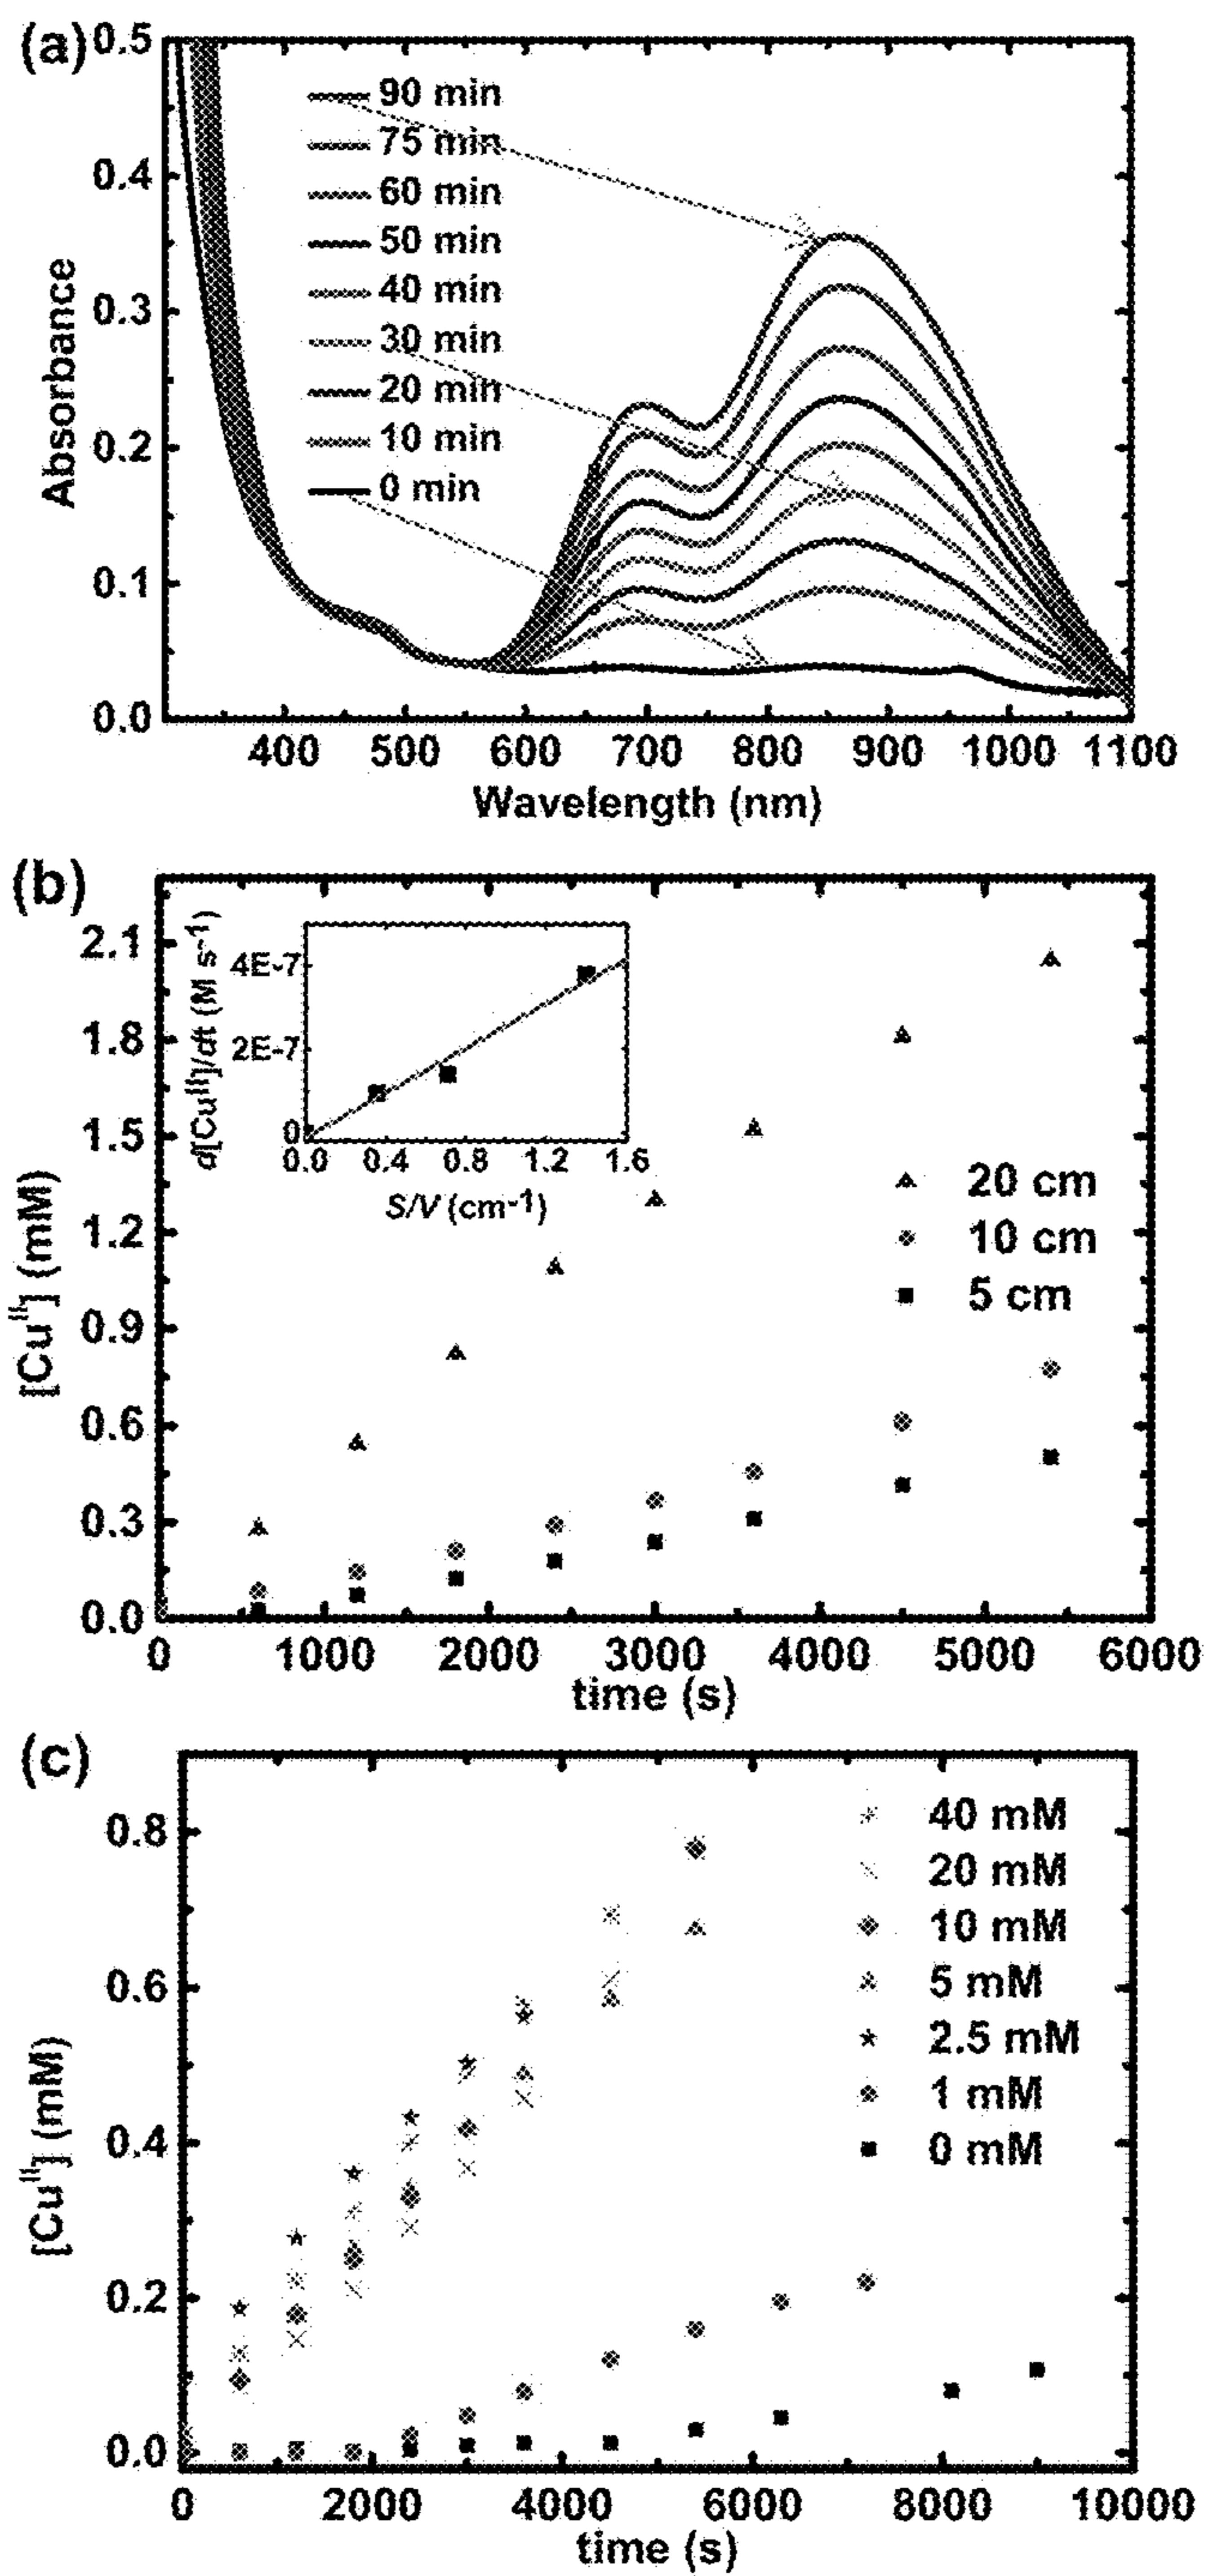 (a)
0.5
0.4
0.3
0.2
0.1
0.0
Absorbance
90 min
75 min
60 min
50 min
40 min
30 min
20 min
10 min
0 min
400 500 600 700 800 900 1000 1100
Wavelength (nm)
(b)
2.1
1.8
1.5
1.2
0.9
0.6
0.3
0.0
[Cu^II] (mM)
d[Cu^II]/dt (M s^-1)
4E-7
2E-7
0
0.0 0.4 0.8 1.2 1.6
S/V (cm^-1)
20 cm
10 cm
5 cm
0 1000 2000 3000 4000 5000 6000
time (s)
(c)
0.8
0.6
0.4
0.2
0.0
[Cu^II] (mM)
40 mM
20 mM
10 mM
5 mM
2.5 mM
1 mM
0 mM
0 2000 4000 6000 8000 10000
time (s)